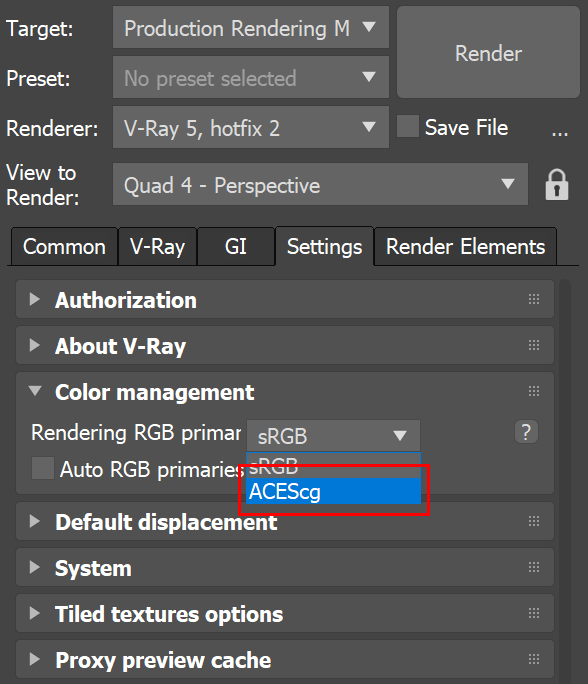 Target:
Production Rendering M
Render
Preset:
No preset selected
Renderer:
V-Ray 5, hotfix 2
Save File
...
View to
Render:
Quad 4 - Perspective
Common
V-Ray
GI
Settings
Render Elements
Authorization
About V-Ray
Color management
Rendering RGB primar
sRGB
?
Auto RGB primaries
sRGB
ACEScg
Default displacement
System
Tiled textures options
Proxy preview cache